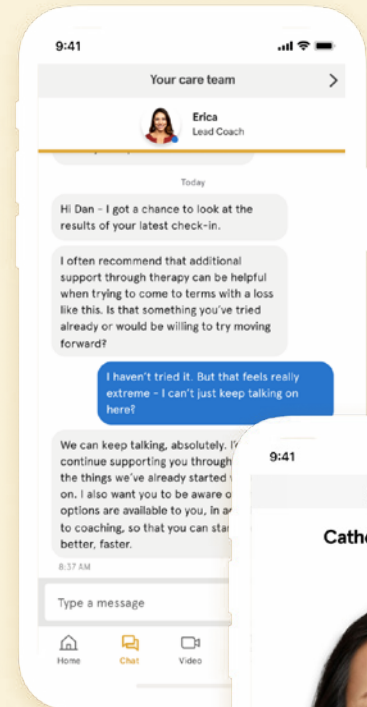 9:41
Your care team
Erica
Lead Coach
Today
Hi Dan - I got a chance to look at the
results of your latest check-in.
I often recommend that additional
support through therapy can be helpful
when trying to come to terms with a loss
like this. Is that something you've tried
already or would be willing to try moving
forward?
I haven't tried it. But that feels really
extreme - I can't just keep talking on
here?
We can keep talking, absolutely.
continue supporting you through
the things we've already started
on. I also want you to be aware
options are available to you, in
to coaching, so that you can
better, faster.
8:37 AM
Type a message
Home
Chat
Video
9:41